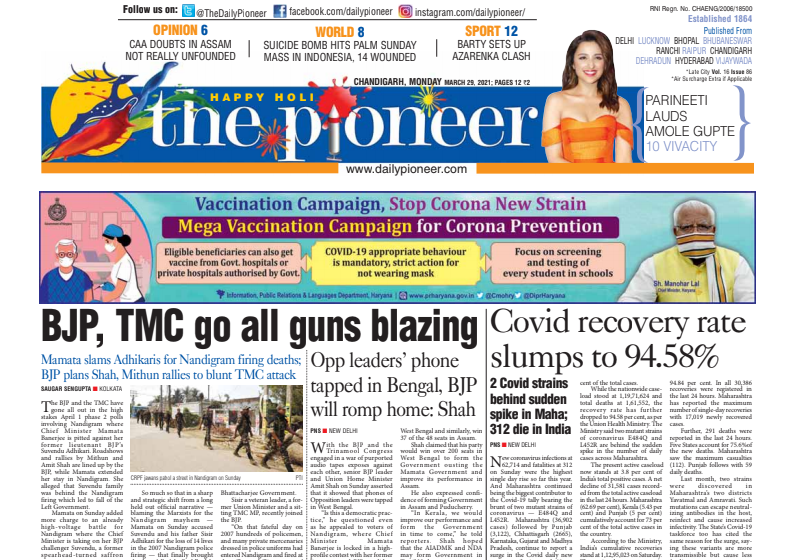 Follow us on: @TheDailyPioneer facebook.com/dailypioneer instagram.com/dailypioneer/
RNI Regn. No. CHAENG/2006/18500
Established 1864
Published From
DELHI LUCKNOW BHOPAL BHUBANESWAR
RANCHI RAIPUR CHANDIGARH
DEHRADUN HYDERABAD VIJAYWADA
*Late City Vol. 16 Issue 86
*Air Surcharge Extra if Applicable
OPINION 6
CAA DOUBTS IN ASSAM
NOT REALLY UNFOUNDED
WORLD 8
SUICIDE BOMB HITS PALM SUNDAY
MASS IN INDONESIA, 14 WOUNDED
SPORT 12
BARTY SETS UP
AZARENKA CLASH
CHANDIGARH, MONDAY MARCH 29, 2021; PAGES 12 ₹2
HAPPY HOLI
the pioneer
www.dailypioneer.com
PARINEETI
LAUDS
AMOLE GUPTE
10 VIVACITY
Vaccination Campaign, Stop Corona New Strain
Mega Vaccination Campaign for Corona Prevention
Eligible beneficiaries can also get
vaccine from Govt. hospitals or
private hospitals authorised by Govt.
COVID-19 appropriate behaviour
is mandatory, strict action for
not wearing mask
Focus on screening
and testing of
every student in schools
Sh. Manohar Lal
Chief Minister, Haryana
Information, Public Relations & Languages Department, Haryana | www.prharyana.gov.in @Cmohry @DiprHaryana
BJP, TMC go all guns blazing
Mamata slams Adhikaris for Nandigram firing deaths;
BJP plans Shah, Mithun rallies to blunt TMC attack
SAUGAR SENGUPTA KOLKATA
The BJP and the TMC have
gone all out in the high
stakes April 1 phase 2 polls
involving Nandigram where
Chief Minister Mamata
Banerjee is pitted against her
former lieutenant BJP's
Suvendu Adhikari. Roadshows
and rallies by Mithun and
Amit Shah are lined up by the
BJP, while Mamata extended
her stay in Nandigram. She
alleged that Suvendu family
was behind the Nandigram
firing which led to fall of the
Left Government.
Mamata on Sunday added
more charge to an already
high-voltage battle for
Nandigram where the Chief
Minister is taking on her BJP
challenger Suvendu, a former
spearhead-turned saffron
CRPF jawans patrol a street in Nandigram on Sunday PTI
So much so that in a sharp
and strategic shift from a long
held out official narrative —
blaming the Marxists for the
Nandigram mayhem —
Mamata on Sunday accused
Suvendu and his father Sisir
Adhikari for the loss of 14 lives
in the 2007 Nandigram police
firing — that finally brought
Bhattacharjee Government.
Sisir a veteran leader, a for-
mer Union Minister and a sit-
ting TMC MP, recently joined
the BJP.
"On that fateful day on
2007 hundreds of policemen,
and many private mercenaries
dressed in police uniforms had
entered Nandigram and fired at
Opp leaders' phone
tapped in Bengal, BJP
will romp home: Shah
PNS NEW DELHI
With the BJP and the
Trinamool Congress
engaged in a war of purported
audio tapes exposes against
each other, senior BJP leader
and Union Home Minister
Amit Shah on Sunday asserted
that it showed that phones of
Opposition leaders were tapped
in West Bengal.
"Is this a democratic prac-
tice," he questioned even
as he appealed to voters of
Nandigram, where Chief
Minister Mamata
Banerjee is locked in a high-
profile contest with her former
West Bengal and similarly, win
37 of the 48 seats in Assam.
Shah claimed that his party
would win over 200 seats in
West Bengal to form the
Government ousting the
Mamata Government and
improve its performance in
Assam.
He also expressed confi-
dence of forming Government
in Assam and Puducherry.
"In Kerala, we would
improve our performance and
form the Government
in time to come," he told
reporters. Shah hoped
that the AIADMK and NDA
may form Government in
Covid recovery rate
slumps to 94.58%
2 Covid strains
behind sudden
spike in Maha;
312 die in India
PNS NEW DELHI
New coronavirus infections at
62,714 and fatalities at 312
on Sunday were the highest
single day rise so far this year.
And Maharashtra continued
being the biggest contributor to
the Covid-19 tally bearing the
brunt of two mutant strains of
coronavirus — E484Q and
L452R. Maharashtra (36,902
cases) followed by Punjab
(3,122), Chhattisgarh (2665),
Karnataka, Gujarat and Madhya
Pradesh, continue to report a
surge in the Covid daily new
cent of the total cases.
While the nationwide case-
load stood at 1,19,71,624 and
total deaths at 1,61,552, the
recovery rate has further
dropped to 94.58 per cent, as per
the Union Health Ministry. The
Ministry said two mutant strains
of coronavirus E484Q and
L452R are behind the sudden
spike in the number of daily
cases across Maharashtra.
The present active caseload
now stands at 3.8 per cent of
India's total positive cases. A net
decline of 31,581 cases record-
ed from the total active caseload
in the last 24 hours. Maharashtra
(62.69 per cent), Kerala (5.43 per
cent) and Punjab (5 per cent)
cumulatively account for 73 per
cent of the total active cases in
the country.
According to the Ministry,
India's cumulative recoveries
stand at 1,12,95,023 on Saturday.
94.84 per cent. In all 30,386
recoveries were registered in
the last 24 hours. Maharashtra
has reported the maximum
number of single-day recoveries
with 17,019 newly recovered
cases.
Further, 291 deaths were
reported in the last 24 hours.
Five States account for 75.6%of
the new deaths. Maharashtra
saw the maximum casualties
(112). Punjab follows with 59
daily deaths.
Last month, two strains
were discovered in
Maharashtra's two districts
Yavatmal and Amravati. Such
mutations can escape neutral-
izing antibodies in the host,
reinfect and cause increased
infectivity. The State's Covid-19
taskforce too has cited the
same reason for the surge, say-
ing these variants are more
transmissible but cause less